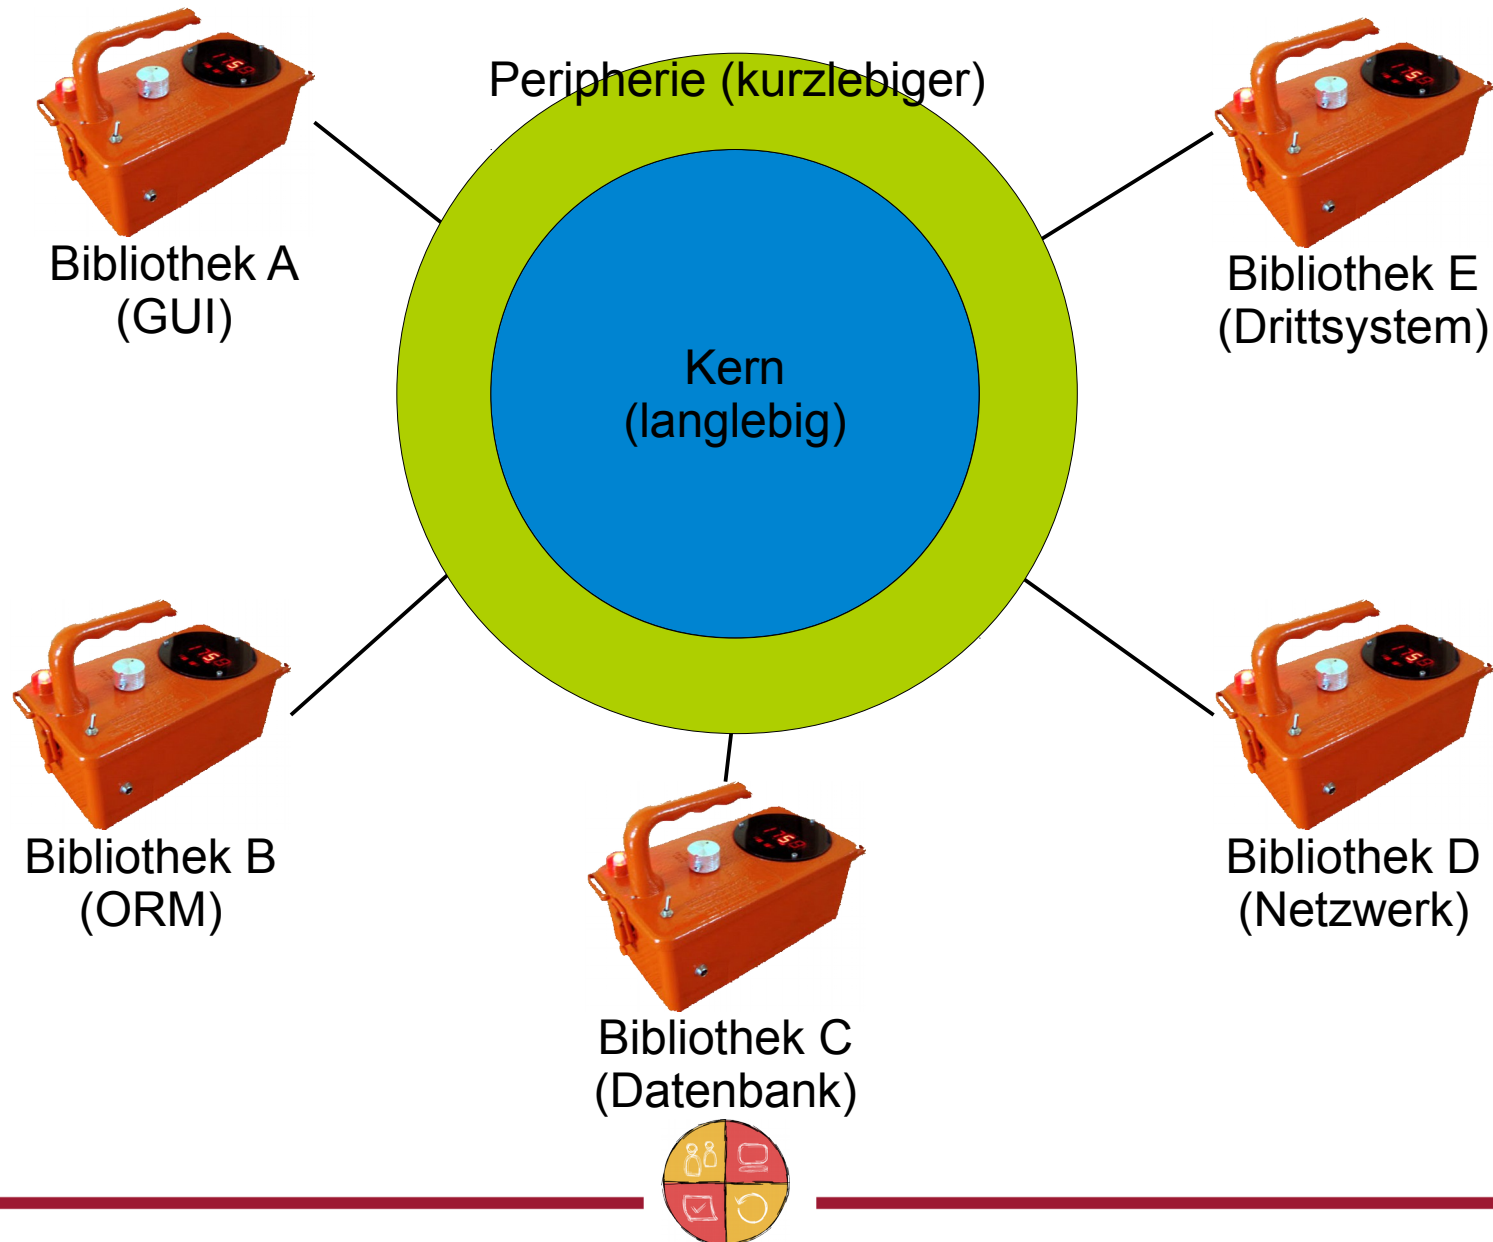 Peripherie (kurzlebiger)
Bibliothek A
(GUI)
Bibliothek E
(Drittsystem)
Kern
(langlebig)
Bibliothek B
(ORM)
Bibliothek D
(Netzwerk)
Bibliothek C
(Datenbank)